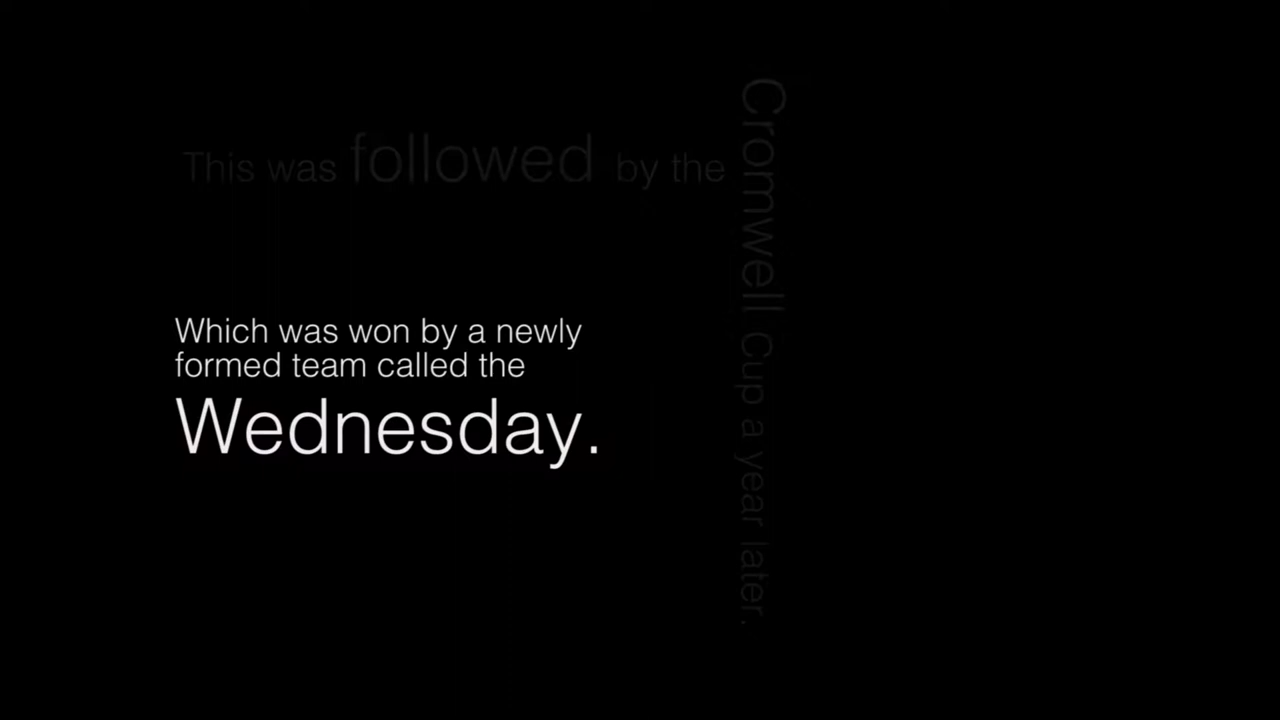 This was followed by the
Cromwell Cup a year later.
Which was won by a newly
formed team called the
Wednesday.